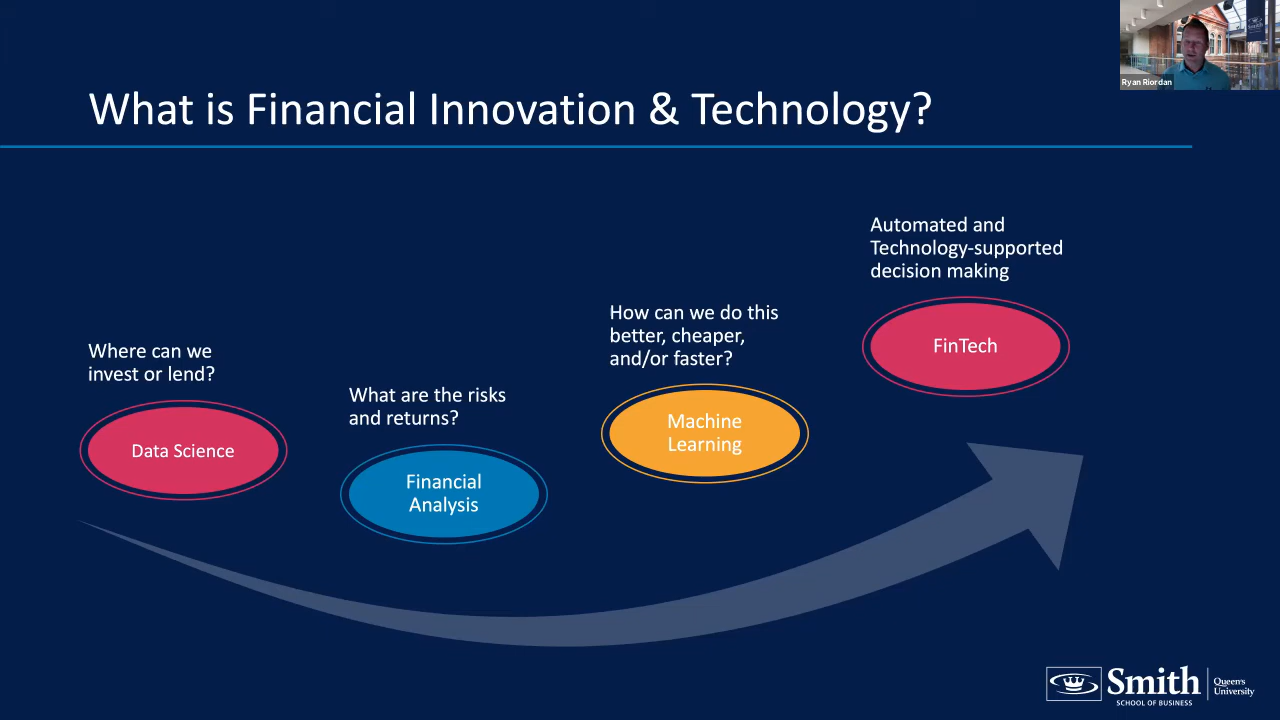 Ryan Riordan
What is Financial Innovation & Technology?
Where can we
invest or lend?
Data Science
What are the risks
and returns?
Financial
Analysis
How can we do this
better, cheaper,
and/or faster?
Machine
Learning
Automated and
Technology-supported
decision making
FinTech
Smith
SCHOOL OF BUSINESS
Queen's
University